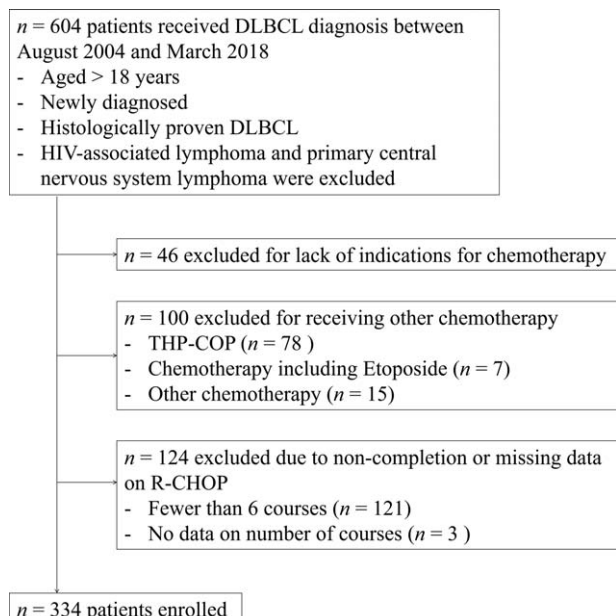 n = 604 patients received DLBCL diagnosis between
August 2004 and March 2018
- Aged > 18 years
- Newly diagnosed
- Histologically proven DLBCL
- HIV-associated lymphoma and primary central
nervous system lymphoma were excluded
n = 46 excluded for lack of indications for chemotherapy
n = 100 excluded for receiving other chemotherapy
- THP-COP (n = 78 )
- Chemotherapy including Etoposide (n = 7)
- Other chemotherapy (n = 15)
n = 124 excluded due to non-completion or missing data
on R-CHOP
- Fewer than 6 courses (n = 121)
- No data on number of courses (n = 3 )
n = 334 patients enrolled